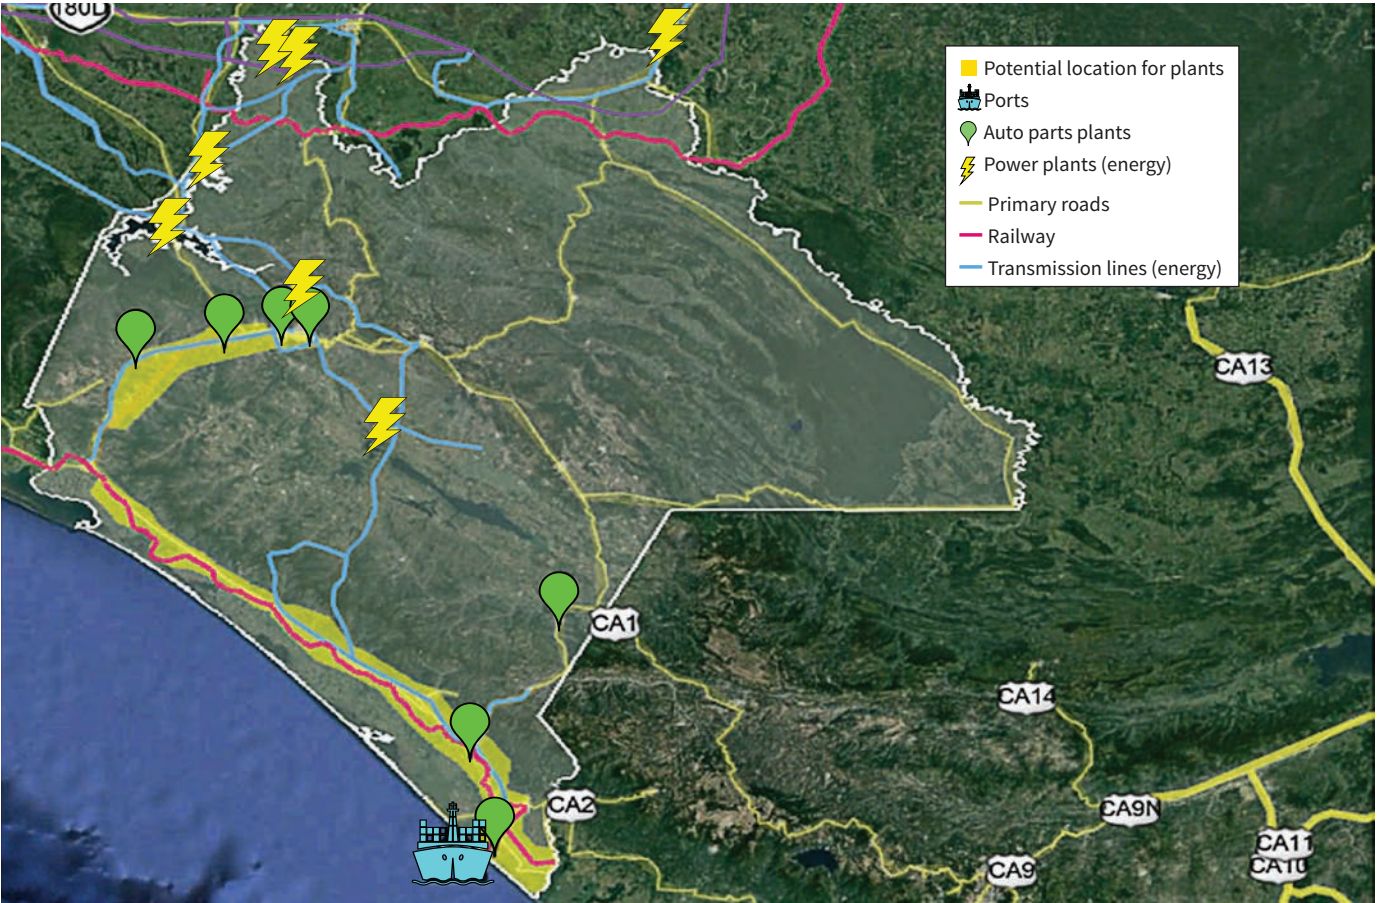 180D
Potential location for plants
Ports
Auto parts plants
Power plants (energy)
Primary roads
Railway
Transmission lines (energy)
CA13
CA1
CA14
CA2
CA9N
CA11
CA10
CA9